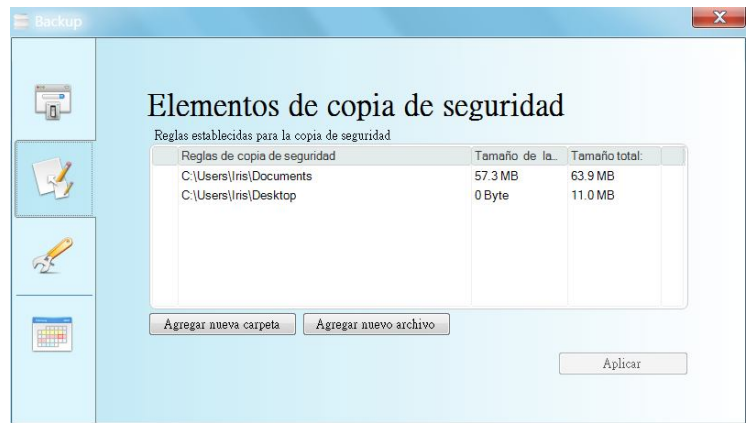 Backup
Elementos de copia de seguridad
Reglas establecidas para la copia de seguridad
Reglas de copia de seguridad Tamaño de la... Tamaño total:
C:\Users\Iris\Documents 57.3 MB 63.9 MB
C:\Users\Iris\Desktop 0 Byte 11.0 MB
Agregar nueva carpeta Agregar nuevo archivo
Aplicar